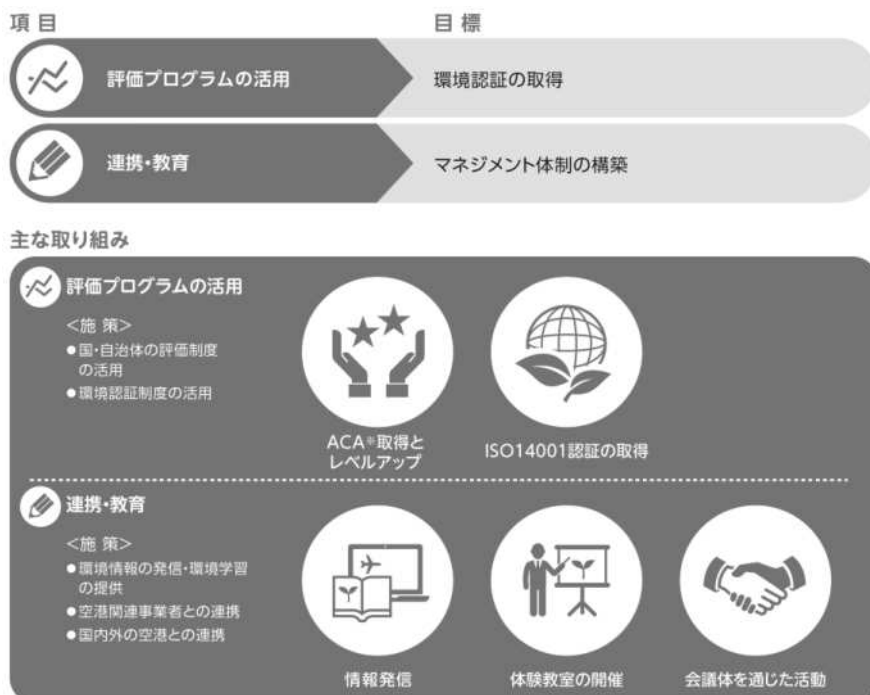 項目
目標
評価プログラムの活用
環境認証の取得
連携・教育
マネジメント体制の構築
主な取り組み
評価プログラムの活用
<施 策>
●国・自治体の評価制度
の活用
●環境認証制度の活用
ACA※取得と
レベルアップ
ISO14001認証の取得
連携・教育
<施 策>
●環境情報の発信・環境学習
の提供
●空港関連事業者との連携
●国内外の空港との連携
情報発信
体験教室の開催
会議体を通じた活動